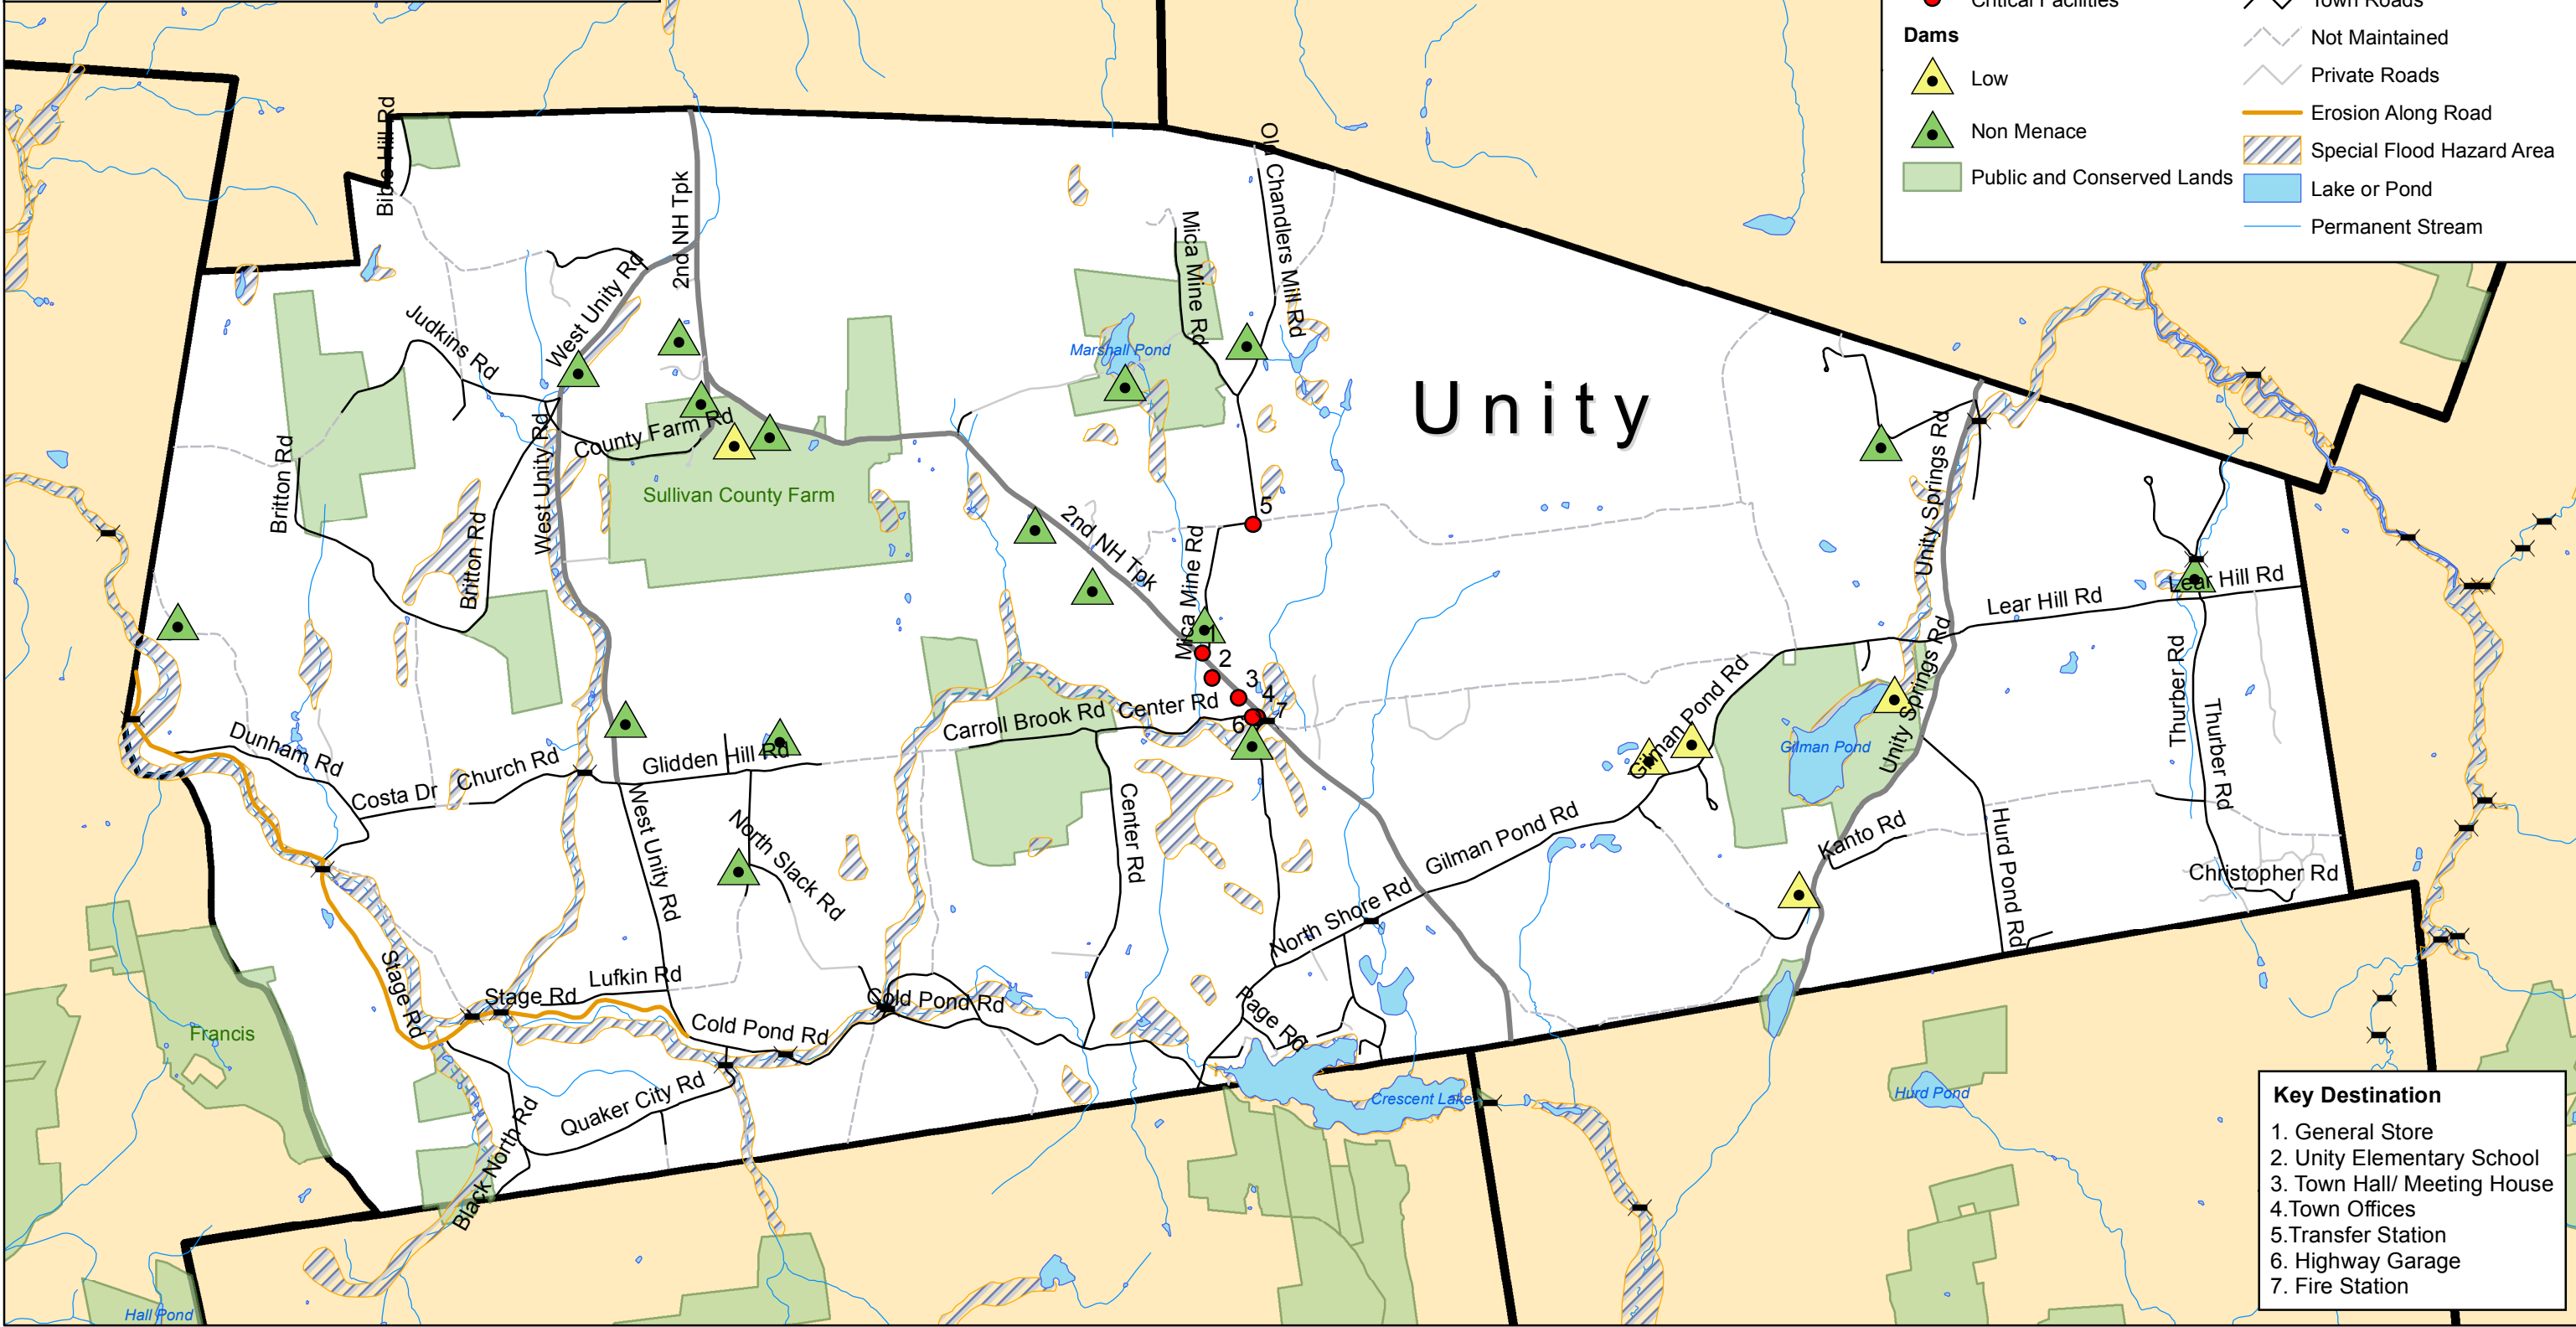 Critical Facilities
Town Roads
Dams
Not Maintained
Low
Private Roads
Erosion Along Road
Non Menace
Special Flood Hazard Area
Public and Conserved Lands
Lake or Pond
Permanent Stream
Bible Hill Rd
2nd NH Tpk
Old Chandlers Mill Rd
Mica Mine Rd
West Unity Rd
Judkins Rd
Marshall Pond
Unity
County Farm Rd
West Unity Rd
Britton Rd
Sullivan County Farm
Britton Rd
2nd NH Tpk
5
Mica Mine Rd
Unity Springs Rd
Lear Hill Rd
Lear Hill Rd
1
2
3
4
7
6
Unity Springs Rd
Thurber Rd
Thurber Rd
Carroll Brook Rd
Center Rd
Gilman Pond Rd
Gilman Pond
Dunham Rd
Costa Dr
Church Rd
Glidden Hill Rd
West Unity Rd
North Slack Rd
Center Rd
Gilman Pond Rd
Kanto Rd
Hurd Pond Rd
Christopher Rd
North Shore Rd
Stage Rd
Stage Rd
Lufkin Rd
Cold Pond Rd
Cold Pond Rd
Page Rd
Francis
Quaker City Rd
Black North Rd
Crescent Lake
Hurd Pond
Hall Pond
Key Destination
1. General Store
2. Unity Elementary School
3. Town Hall/ Meeting House
4.Town Offices
5.Transfer Station
6. Highway Garage
7. Fire Station